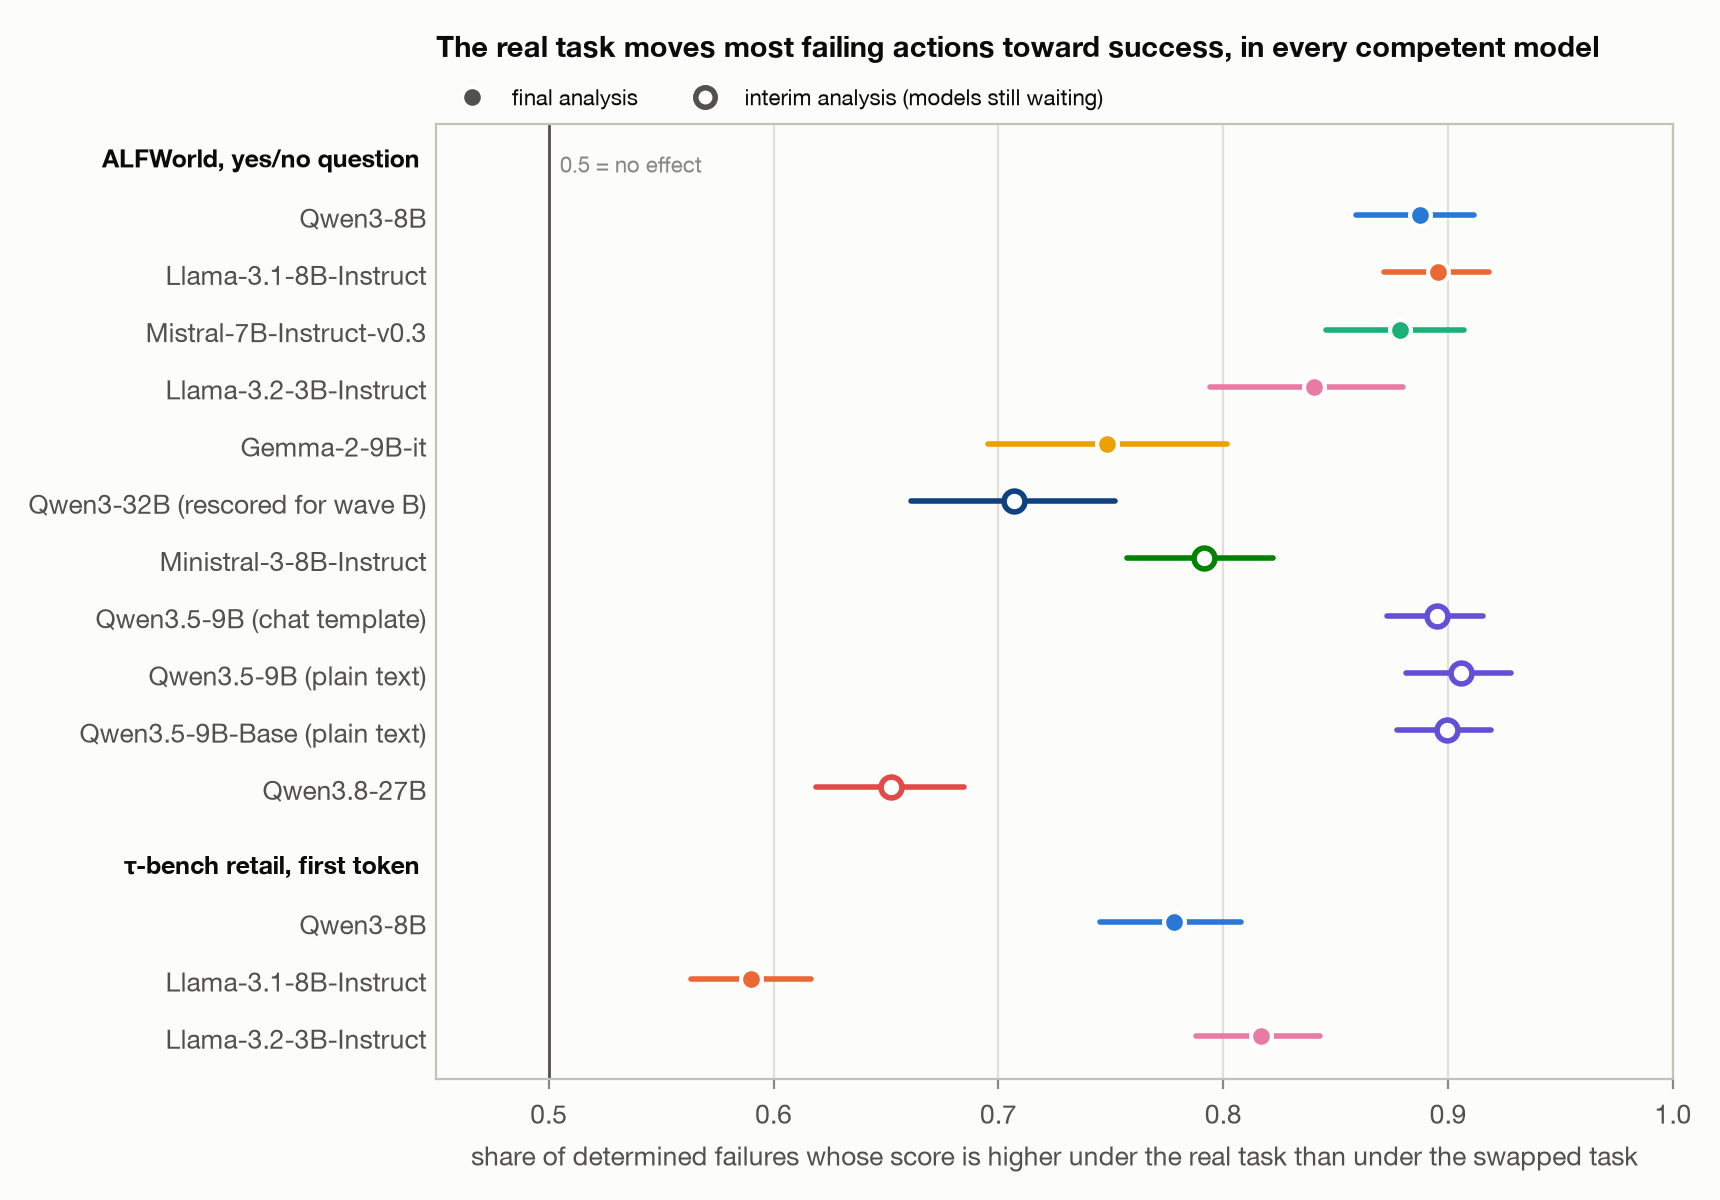 The real task moves most failing actions toward success, in every competent model
final analysis
interim analysis (models still waiting)
ALFWorld, yes/no question
0.5 = no effect
Qwen3-8B
Llama-3.1-8B-Instruct
Mistral-7B-Instruct-v0.3
Llama-3.2-3B-Instruct
Gemma-2-9B-it
Qwen3-32B (rescored for wave B)
Ministral-3-8B-Instruct
Qwen3.5-9B (chat template)
Qwen3.5-9B (plain text)
Qwen3.5-9B-Base (plain text)
Qwen3.8-27B
τ-bench retail, first token
Qwen3-8B
Llama-3.1-8B-Instruct
Llama-3.2-3B-Instruct
0.5 0.6 0.7 0.8 0.9 1.0
share of determined failures whose score is higher under the real task than under the swapped task